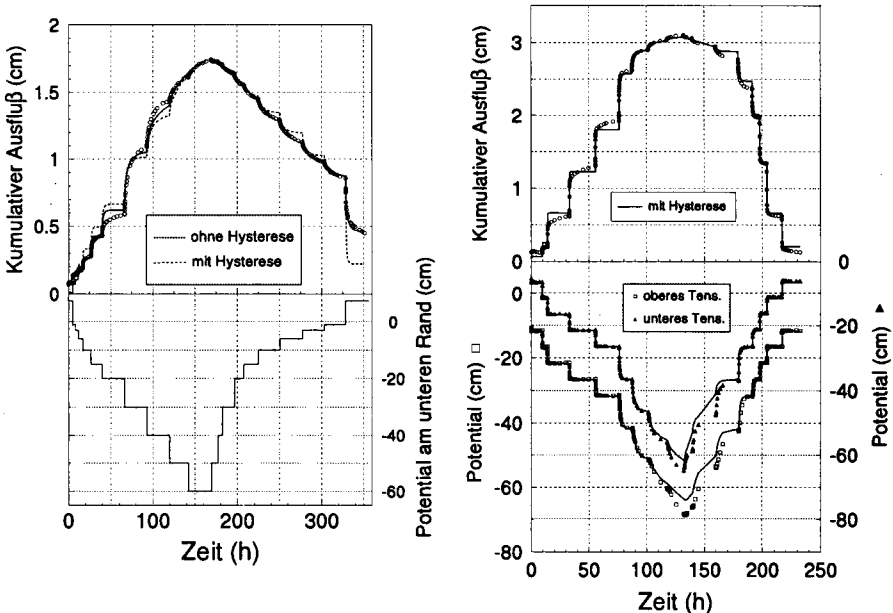 Kumulativer Ausfluβ (cm)
2
1.5
1
0.5
0
ohne Hysterese
mit Hysterese
Potential am unteren Rand (cm)
0
-20
-40
-60
0 100 200 300
Zeit (h)
Kumulativer Ausfluβ (cm)
3
2
1
0
mit Hysterese
0
-20
-40
-60
-80
Potential (cm) □
oberes Tens.
unteres Tens.
0
-20
-40
-60
-80
Potential (cm) ▲
0 50 100 150 200 250
Zeit (h)